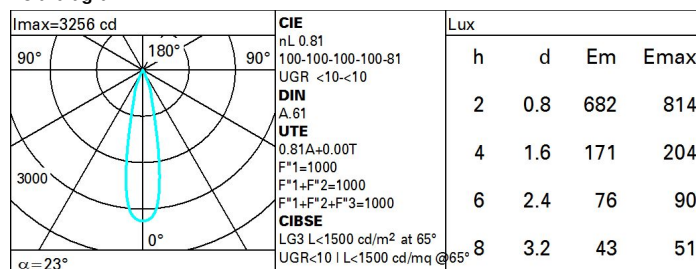 Imax=3256 cd
90° 180° 90°
3000
0°
α=23°
CIE
nL 0.81
100-100-100-100-81
UGR <10-<10
DIN
A.61
UTE
0.81A+0.00T
F"1=1000
F"1+F"2=1000
F"1+F"2+F"3=1000
CIBSE
LG3 L<1500 cd/m² at 65°
UGR<10 | L<1500 cd/mq @65°
Lux
h d Em Emax
2 0.8 682 814
4 1.6 171 204
6 2.4 76 90
8 3.2 43 51